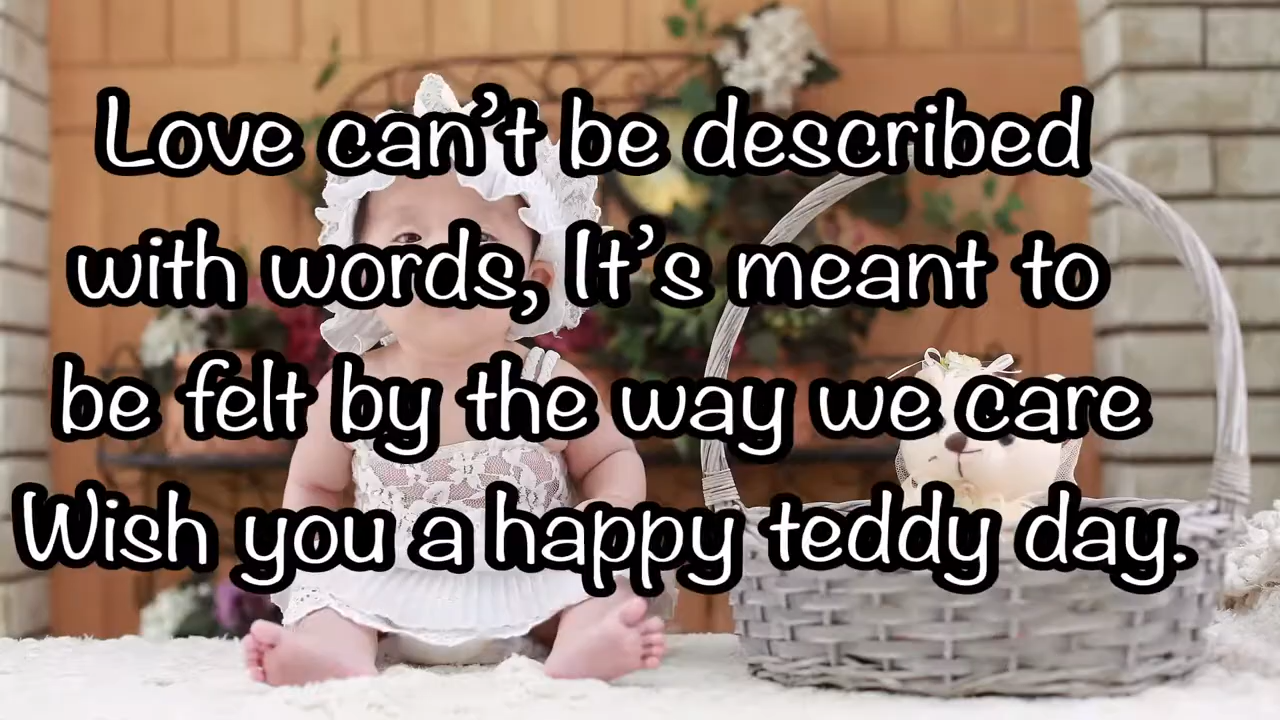 Love can’t be described
with words, It’s meant to
be felt by the way we care
Wish you a happy teddy day.